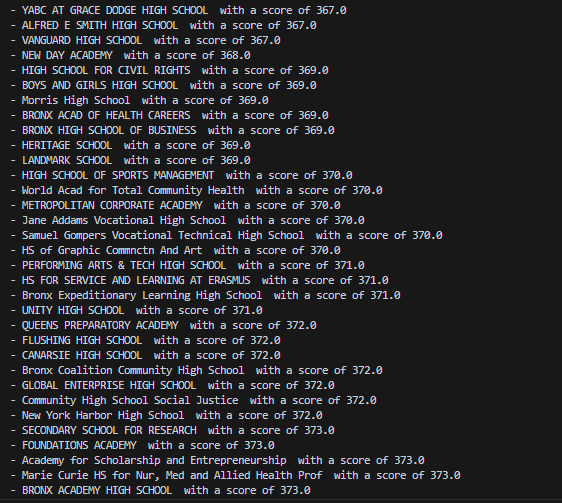 - YABC AT GRACE DODGE HIGH SCHOOL  with a score of 367.0
- ALFRED E SMITH HIGH SCHOOL  with a score of 367.0
- VANGUARD HIGH SCHOOL  with a score of 367.0
- NEW DAY ACADEMY  with a score of 368.0
- HIGH SCHOOL FOR CIVIL RIGHTS  with a score of 369.0
- BOYS AND GIRLS HIGH SCHOOL  with a score of 369.0
- Morris High School  with a score of 369.0
- BRONX ACAD OF HEALTH CAREERS  with a score of 369.0
- BRONX HIGH SCHOOL OF BUSINESS  with a score of 369.0
- HERITAGE SCHOOL  with a score of 369.0
- LANDMARK SCHOOL  with a score of 369.0
- HIGH SCHOOL OF SPORTS MANAGEMENT  with a score of 370.0
- World Acad for Total Community Health  with a score of 370.0
- METROPOLITAN CORPORATE ACADEMY  with a score of 370.0
- Jane Addams Vocational High School  with a score of 370.0
- Samuel Gompers Vocational Technical High School  with a score of 370.0
- HS of Graphic Commnctn And Art  with a score of 370.0
- PERFORMING ARTS & TECH HIGH SCHOOL  with a score of 371.0
- HS FOR SERVICE AND LEARNING AT ERASMUS  with a score of 371.0
- Bronx Expeditionary Learning High School  with a score of 371.0
- UNITY HIGH SCHOOL  with a score of 371.0
- QUEENS PREPARATORY ACADEMY  with a score of 372.0
- FLUSHING HIGH SCHOOL  with a score of 372.0
- CANARSIE HIGH SCHOOL  with a score of 372.0
- Bronx Coalition Community High School  with a score of 372.0
- GLOBAL ENTERPRISE HIGH SCHOOL  with a score of 372.0
- Community High School Social Justice  with a score of 372.0
- New York Harbor High School  with a score of 372.0
- SECONDARY SCHOOL FOR RESEARCH  with a score of 373.0
- FOUNDATIONS ACADEMY  with a score of 373.0
- Academy for Scholarship and Entrepreneurship  with a score of 373.0
- Marie Curie HS for Nur, Med and Allied Health Prof  with a score of 373.0
- BRONX ACADEMY HIGH SCHOOL  with a score of 373.0